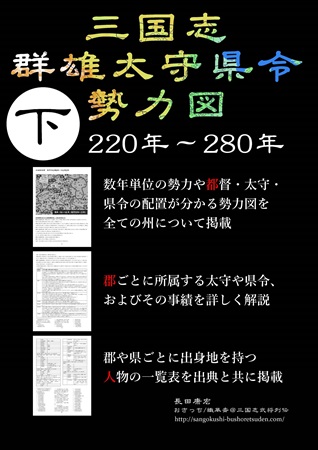 三国志
群雄太守県令
勢力図
下
220年~280年
数年単位の勢力や都督・太守・
県令の配置が分かる勢力図を
全ての州について掲載
郡ごとに所属する太守や県令、
およびその事績を詳しく解説
郡や県ごとに出身地を持つ
人物の一覧表を出典と共に掲載
長田康宏
http://sangokushi-bushoretsuden.com/